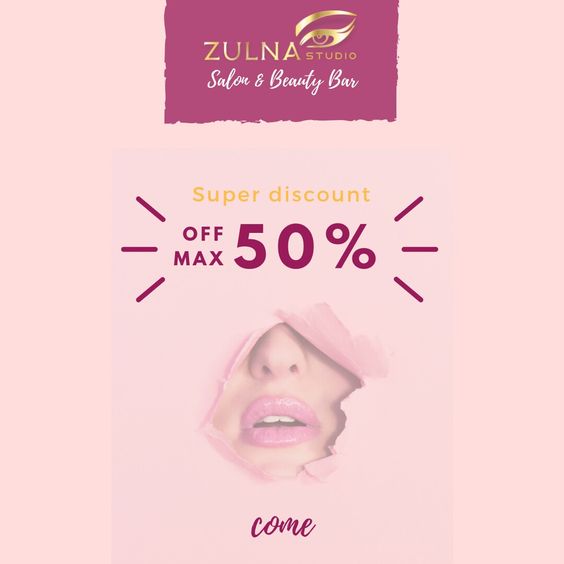 ZULNA
STUDIO
Salon & Beauty Bar
Super discount
OFF
MAX 50%
come